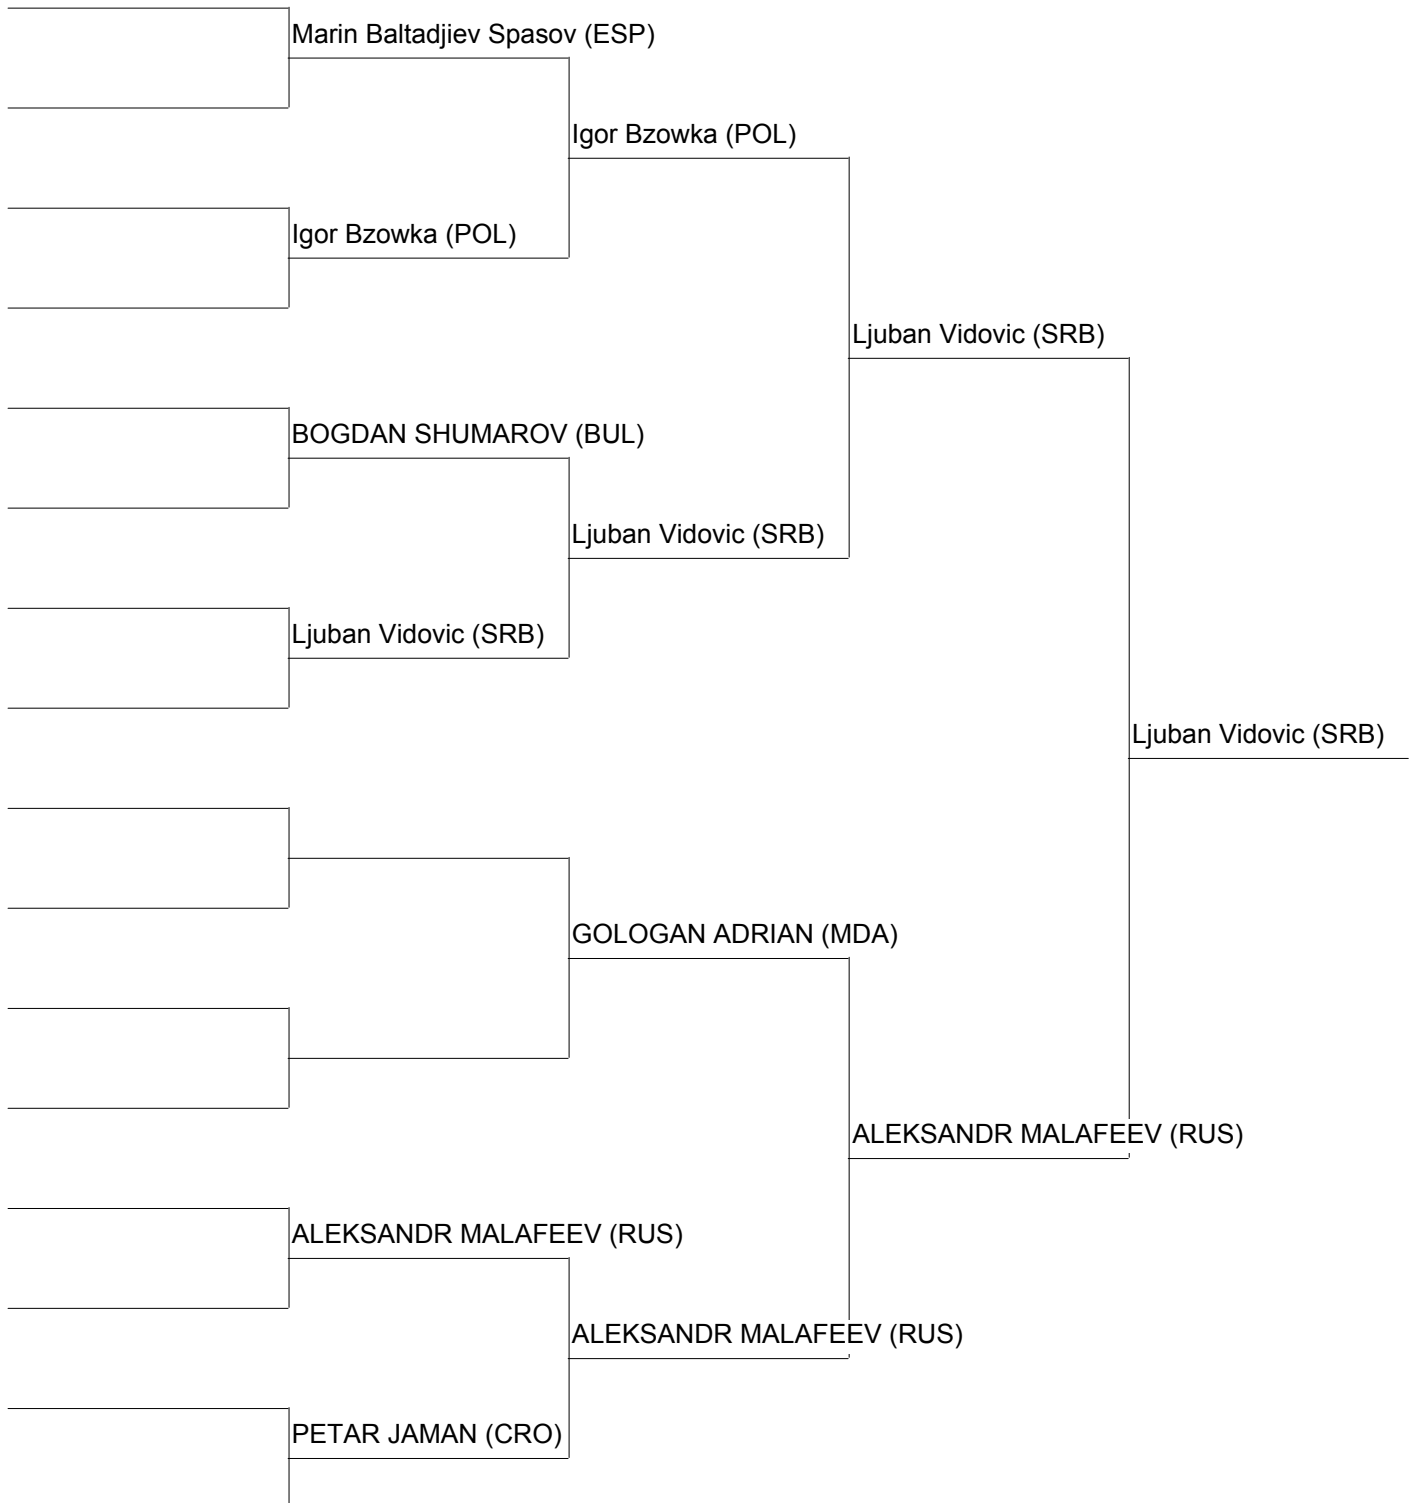 Marin Baltadjiev Spasov (ESP)
Igor Bzowka (POL)
Igor Bzowka (POL)
Ljuban Vidovic (SRB)
BOGDAN SHUMAROV (BUL)
Ljuban Vidovic (SRB)
Ljuban Vidovic (SRB)
Ljuban Vidovic (SRB)
GOLOGAN ADRIAN (MDA)
ALEKSANDR MALAFEEV (RUS)
ALEKSANDR MALAFEEV (RUS)
ALEKSANDR MALAFEEV (RUS)
PETAR JAMAN (CRO)